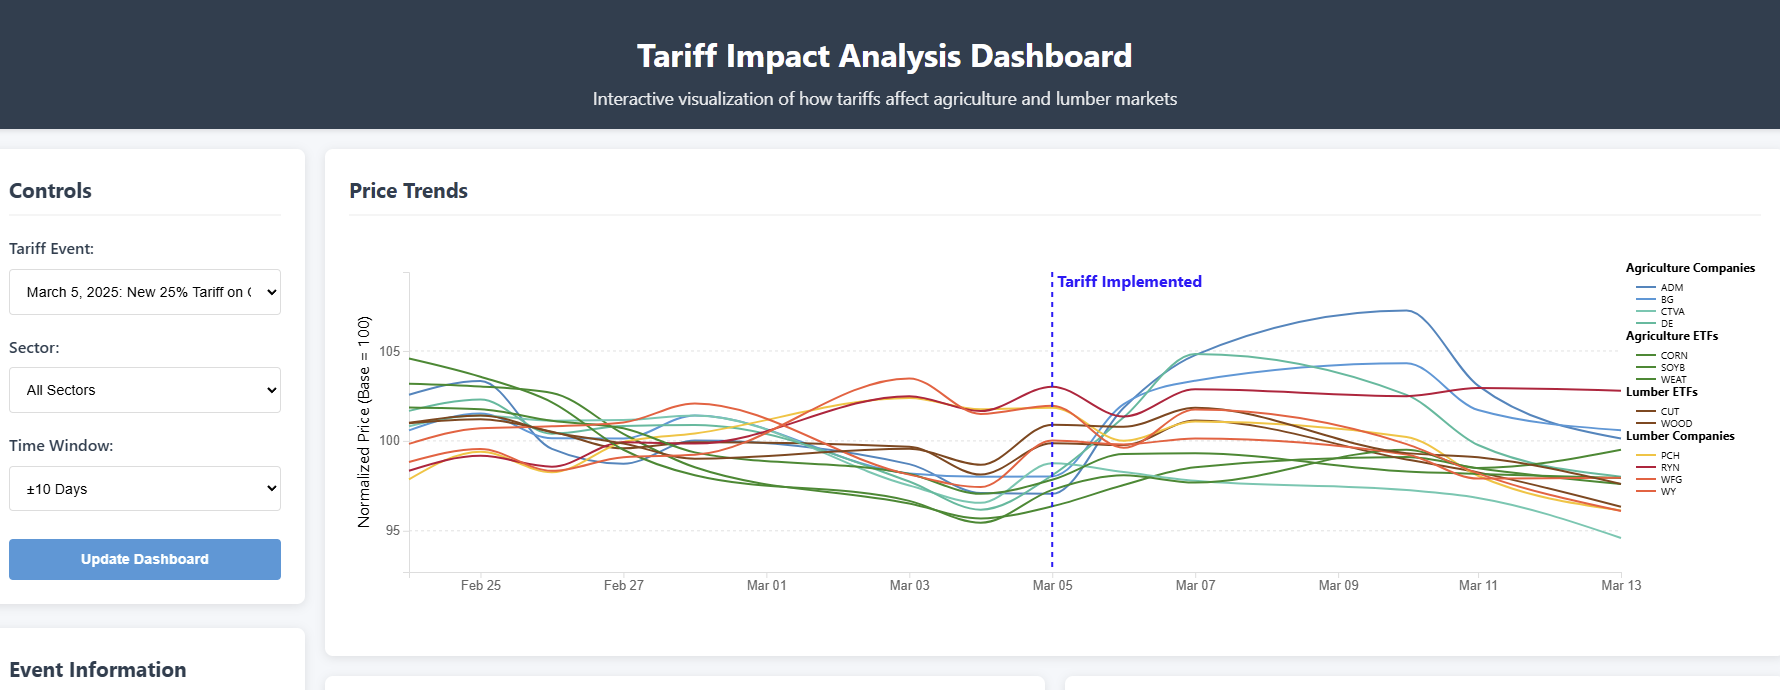 Tariff Impact Analysis Dashboard
Interactive visualization of how tariffs affect agriculture and lumber markets
Controls
Tariff Event:
March 5, 2025: New 25% Tariff on
Sector:
All Sectors
Time Window:
±10 Days
Update Dashboard
Event Information
Price Trends
Normalized Price (Base = 100)
105
100
95
Tariff Implemented
Feb 25
Feb 27
Mar 01
Mar 03
Mar 05
Mar 07
Mar 09
Mar 11
Mar 13
Agriculture Companies
ADM
BG
CTVA
DE
Agriculture ETFs
CORN
SOYB
WEAT
Lumber ETFs
CUT
WOOD
Lumber Companies
PCH
RYN
WFG
WY